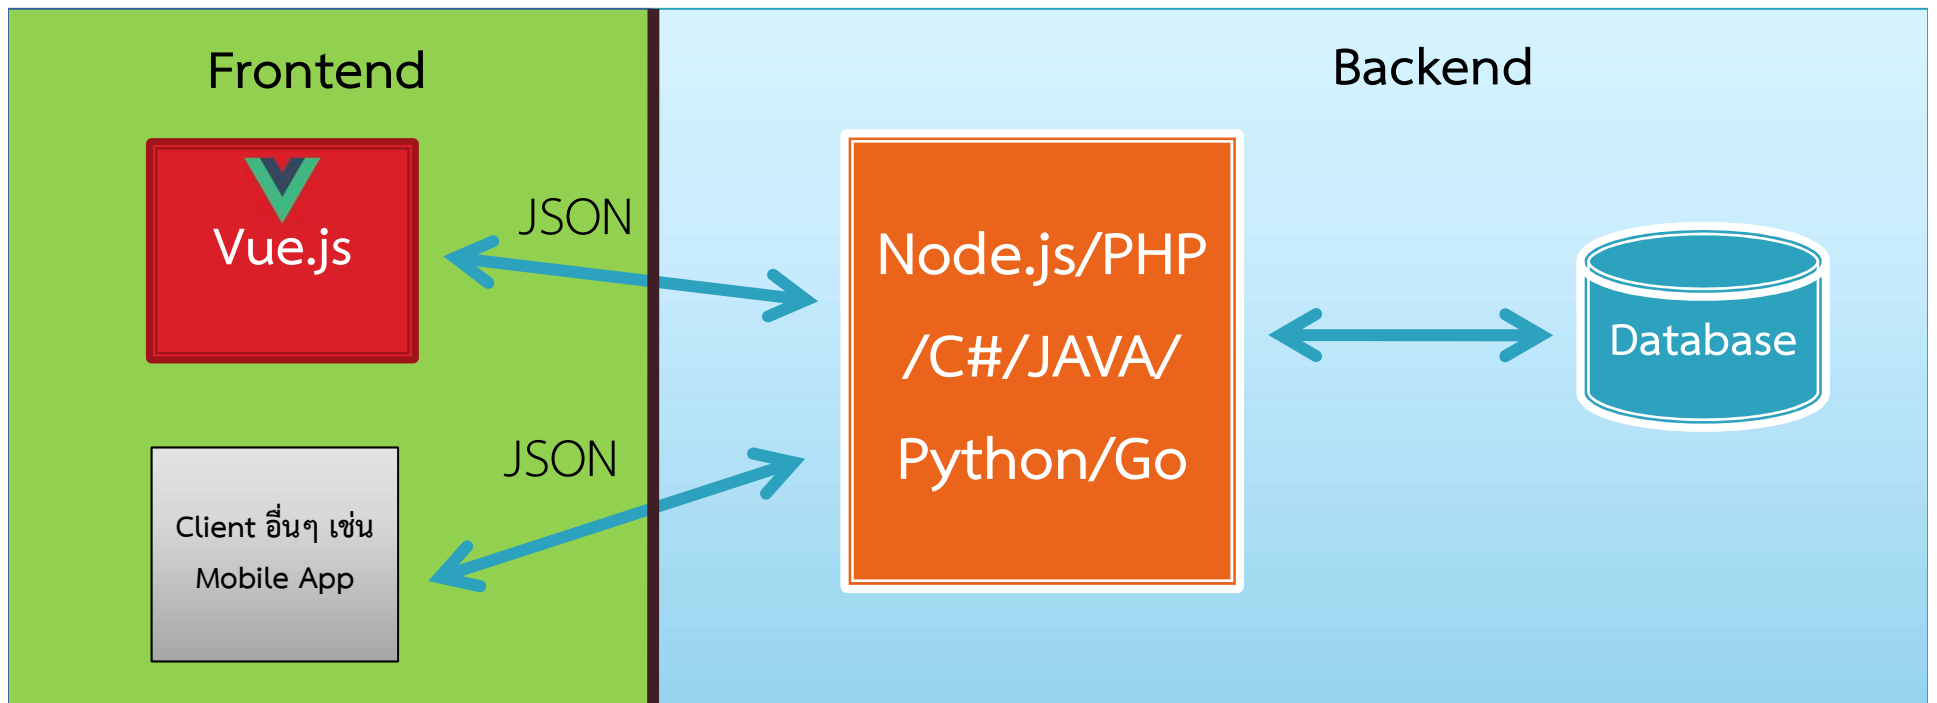 Frontend
Backend
Vue.js
JSON
Node.js/PHP
/C#/JAVA/
Python/Go
Database
JSON
Client อื่นๆ เช่น
Mobile App